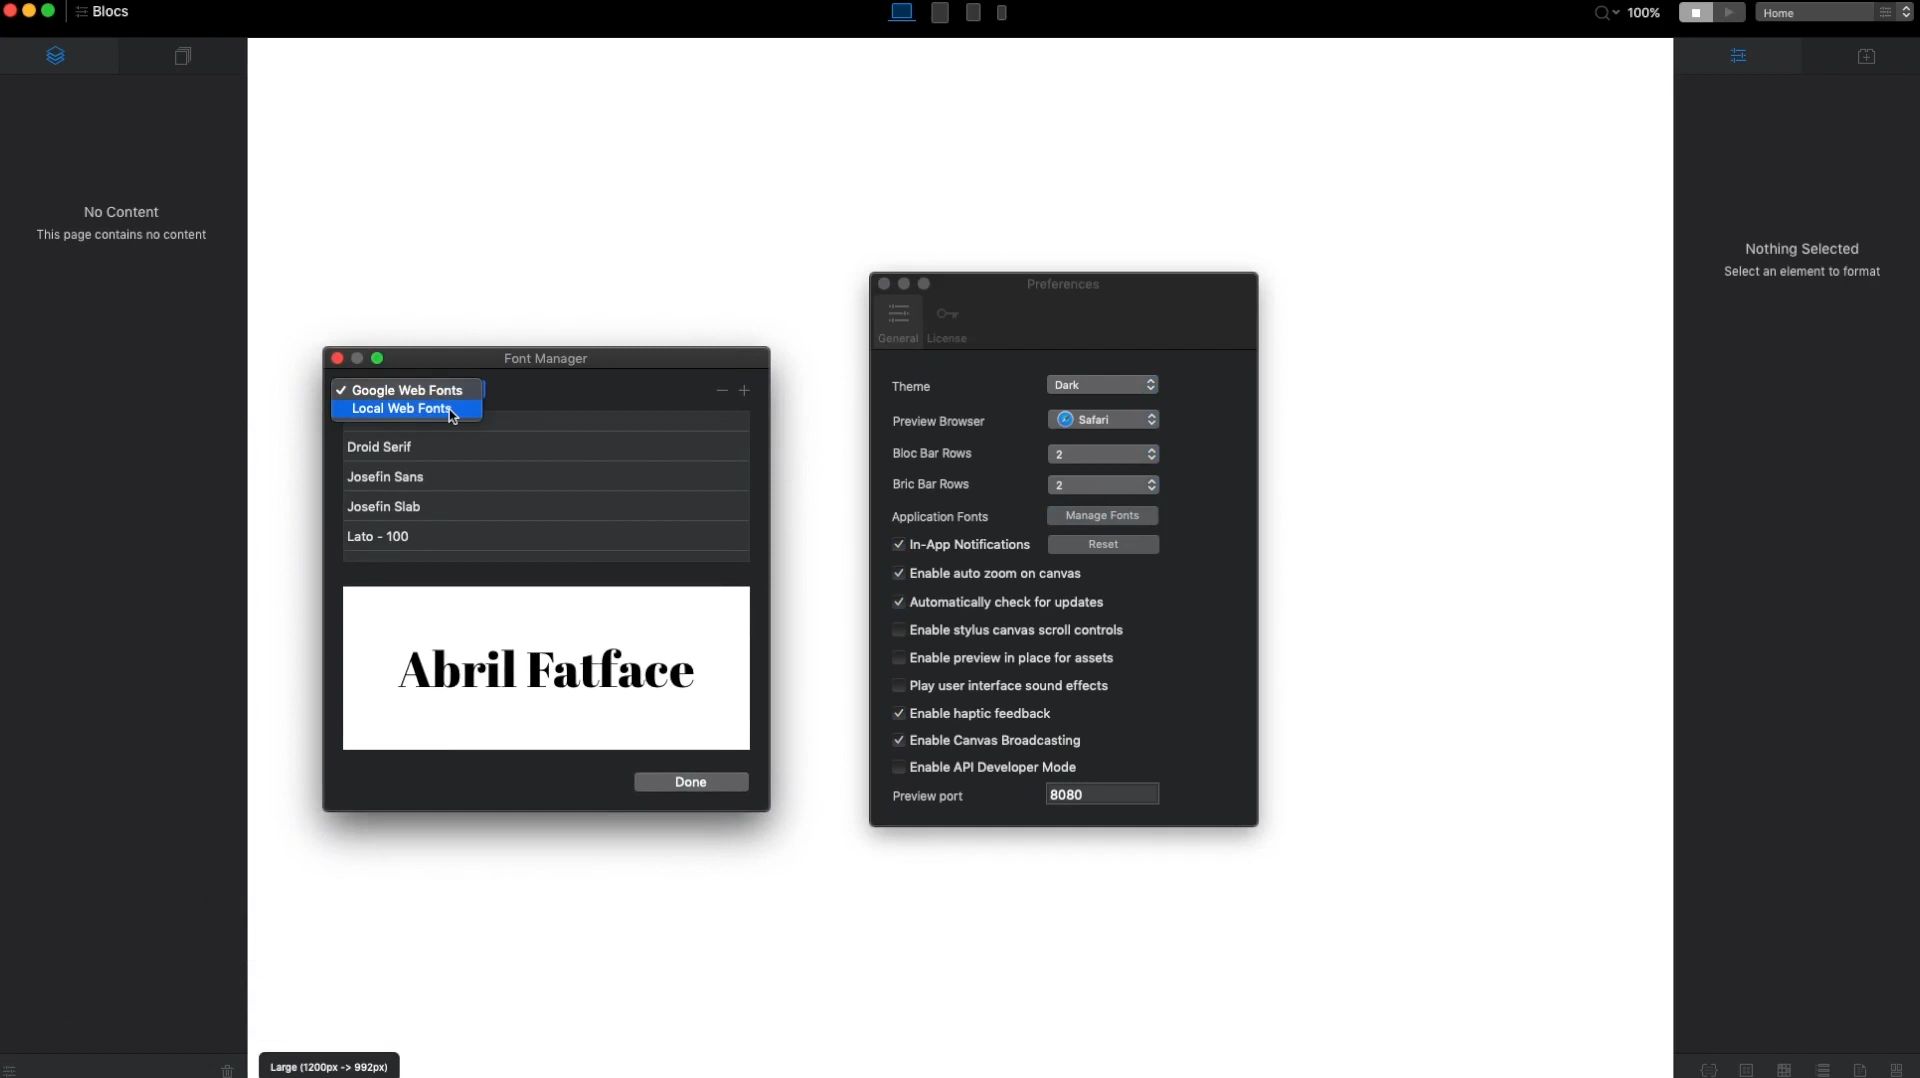 Blocs
100%
Home
No Content
This page contains no content
Nothing Selected
Select an element to format
Font Manager
Google Web Fonts
Local Web Fonts
Droid Serif
Josefin Sans
Josefin Slab
Lato - 100
Abril Fatface
Done
Preferences
General License
Theme Dark
Preview Browser Safari
Bloc Bar Rows 2
Bric Bar Rows 2
Application Fonts Manage Fonts
In-App Notifications Reset
Enable auto zoom on canvas
Automatically check for updates
Enable stylus canvas scroll controls
Enable preview in place for assets
Play user interface sound effects
Enable haptic feedback
Enable Canvas Broadcasting
Enable API Developer Mode
Preview port 8080
Large (1200px -> 992px)